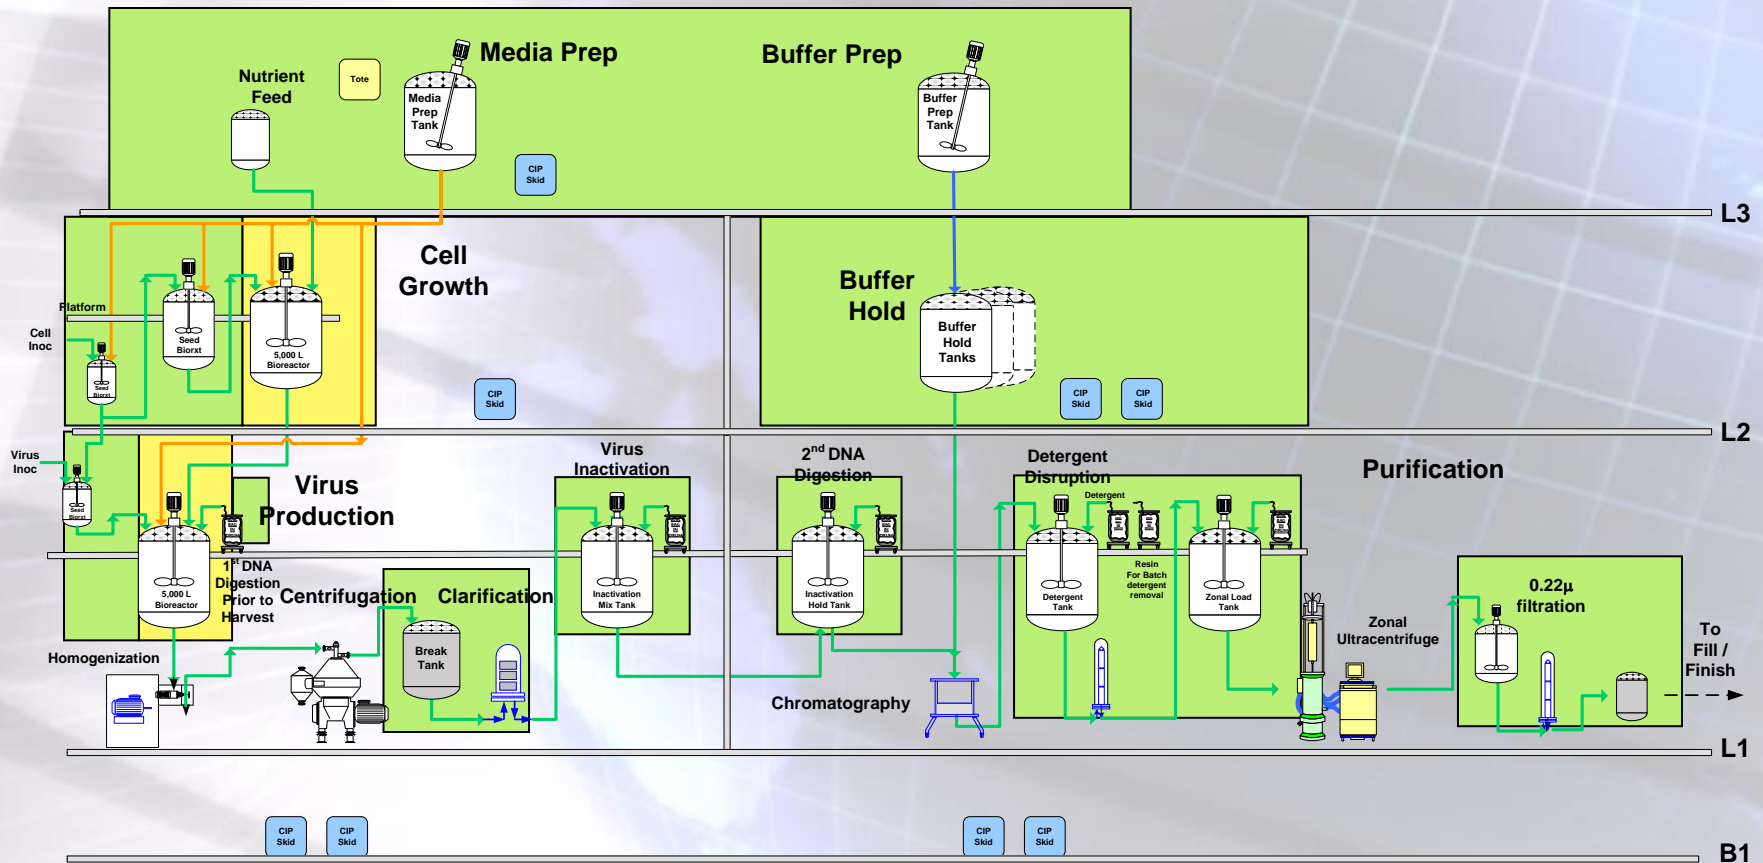 Media Prep
Buffer Prep
Nutrient
Feed
Tote
Media
Prep
Tank
Buffer
Prep
Tank
CIP
Skid
L3
Cell
Growth
Buffer
Hold
Platform
Cell
Inoc
Seed
Biorxt
Seed
Biorxt
5,000 L
Bioreactor
Buffer
Hold
Tanks
CIP
Skid
CIP
Skid
CIP
Skid
L2
Virus
Inoc
Seed
Biorxt
Virus
Production
Virus
Inactivation
2nd DNA
Digestion
Detergent
Disruption
Detergent
Purification
5,000 L
Bioreactor
1st DNA
Digestion
Prior to
Harvest
Inactivation
Mix Tank
Inactivation
Hold Tank
Detergent
Tank
Resin
For Batch
detergent
removal
Zonal Load
Tank
Homogenization
Centrifugation
Clarification
Break
Tank
Chromatography
Zonal
Ultracentrifuge
0.22µ
filtration
To
Fill /
Finish
L1
CIP
Skid
CIP
Skid
CIP
Skid
CIP
Skid
B1